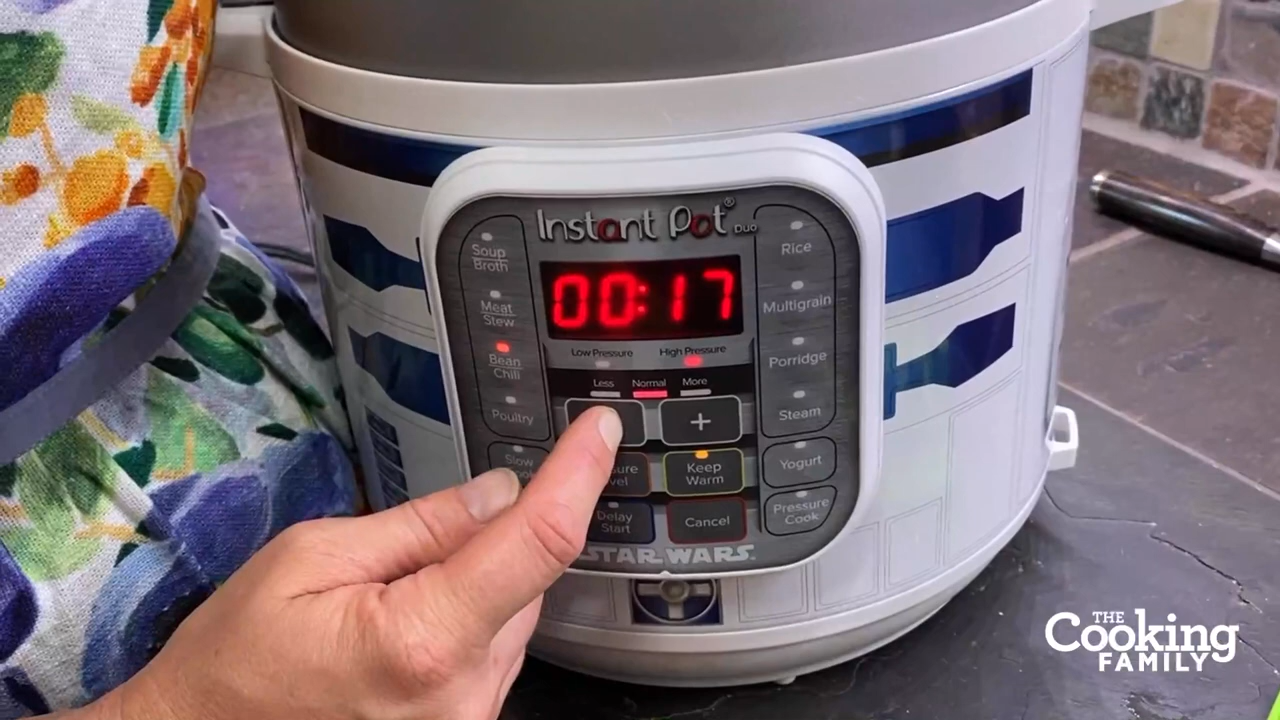 Instant Pot® Duo
Soup
Broth
Meat
Stew
Bean
Chili
Poultry
Slow
00:17
Low Pressure High Pressure
Less Normal More
+
Keep
Warm
Delay
Start
Cancel
STAR WARS
Rice
Multigrain
Porridge
Steam
Yogurt
Pressure
Cook
THE
Cooking
FAMILY